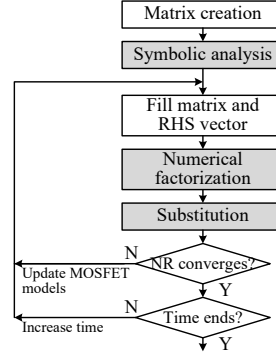 Matrix creation
Symbolic analysis
Fill matrix and
RHS vector
Numerical
factorization
Substitution
N
NR converges?
Update MOSFET
models
Y
N
Time ends?
Increase time
Y